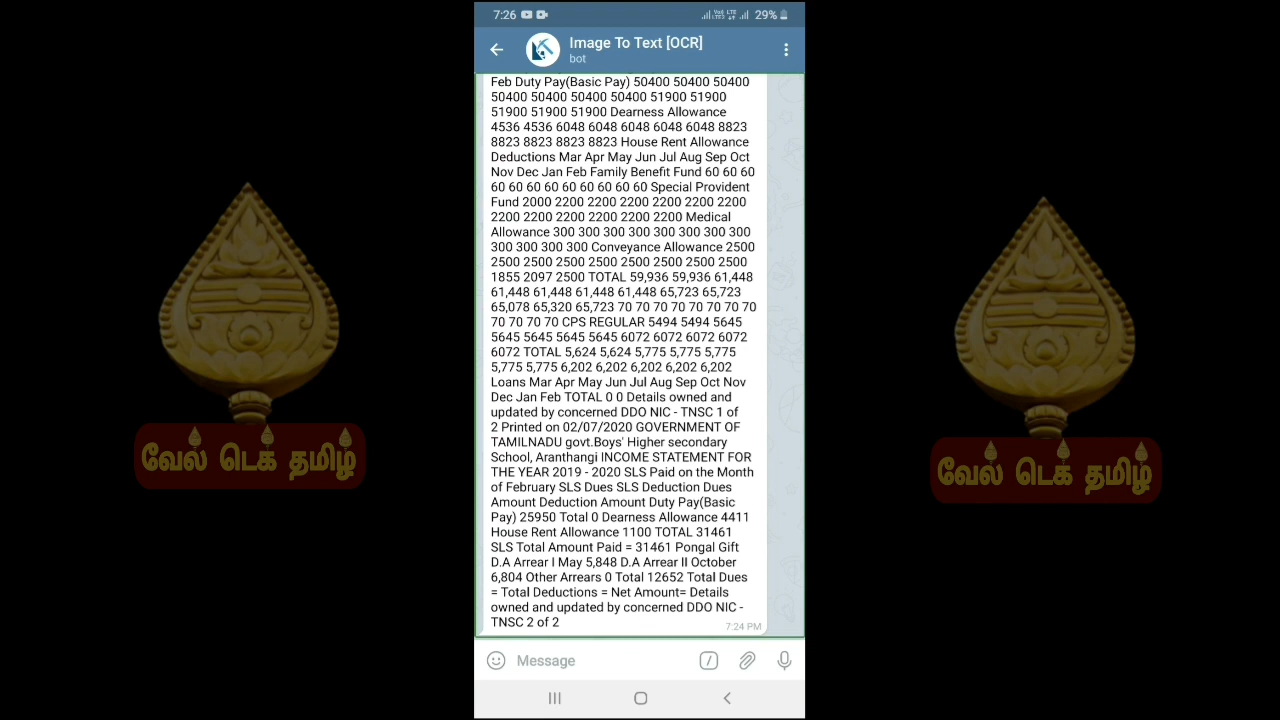 7:26
29%
Image To Text [OCR]
bot
Feb Duty Pay(Basic Pay) 50400 50400 50400
50400 50400 50400 50400 51900 51900
51900 51900 51900 Dearness Allowance
4536 4536 6048 6048 6048 6048 6048 8823
8823 8823 8823 8823 House Rent Allowance
Deductions Mar Apr May Jun Jul Aug Sep Oct
Nov Dec Jan Feb Family Benefit Fund 60 60 60
60 60 60 60 60 60 60 60 60 Special Provident
Fund 2000 2200 2200 2200 2200 2200 2200
2200 2200 2200 2200 2200 2200 Medical
Allowance 300 300 300 300 300 300 300 300
300 300 300 300 Conveyance Allowance 2500
2500 2500 2500 2500 2500 2500 2500 2500
1855 2097 2500 TOTAL 59,936 59,936 61,448
61,448 61,448 61,448 61,448 65,723 65,723
65,078 65,320 65,723 70 70 70 70 70 70 70 70
70 70 70 70 CPS REGULAR 5494 5494 5645
5645 5645 5645 5645 6072 6072 6072 6072
6072 TOTAL 5,624 5,624 5,775 5,775 5,775
5,775 5,775 6,202 6,202 6,202 6,202 6,202
Loans Mar Apr May Jun Jul Aug Sep Oct Nov
Dec Jan Feb TOTAL 0 0 Details owned and
updated by concerned DDO NIC - TNSC 1 of
2 Printed on 02/07/2020 GOVERNMENT OF
TAMILNADU govt.Boys' Higher secondary
School, Aranthangi INCOME STATEMENT FOR
THE YEAR 2019 - 2020 SLS Paid on the Month
of February SLS Dues SLS Deduction Dues
Amount Deduction Amount Duty Pay(Basic
Pay) 25950 Total 0 Dearness Allowance 4411
House Rent Allowance 1100 TOTAL 31461
SLS Total Amount Paid = 31461 Pongal Gift
D.A Arrear I May 5,848 D.A Arrear II October
6,804 Other Arrears 0 Total 12652 Total Dues
= Total Deductions = Net Amount= Details
owned and updated by concerned DDO NIC -
TNSC 2 of 2
7:24 PM
Message
வேல் டெக் தமிழ்
வேல் டெக் தமிழ்